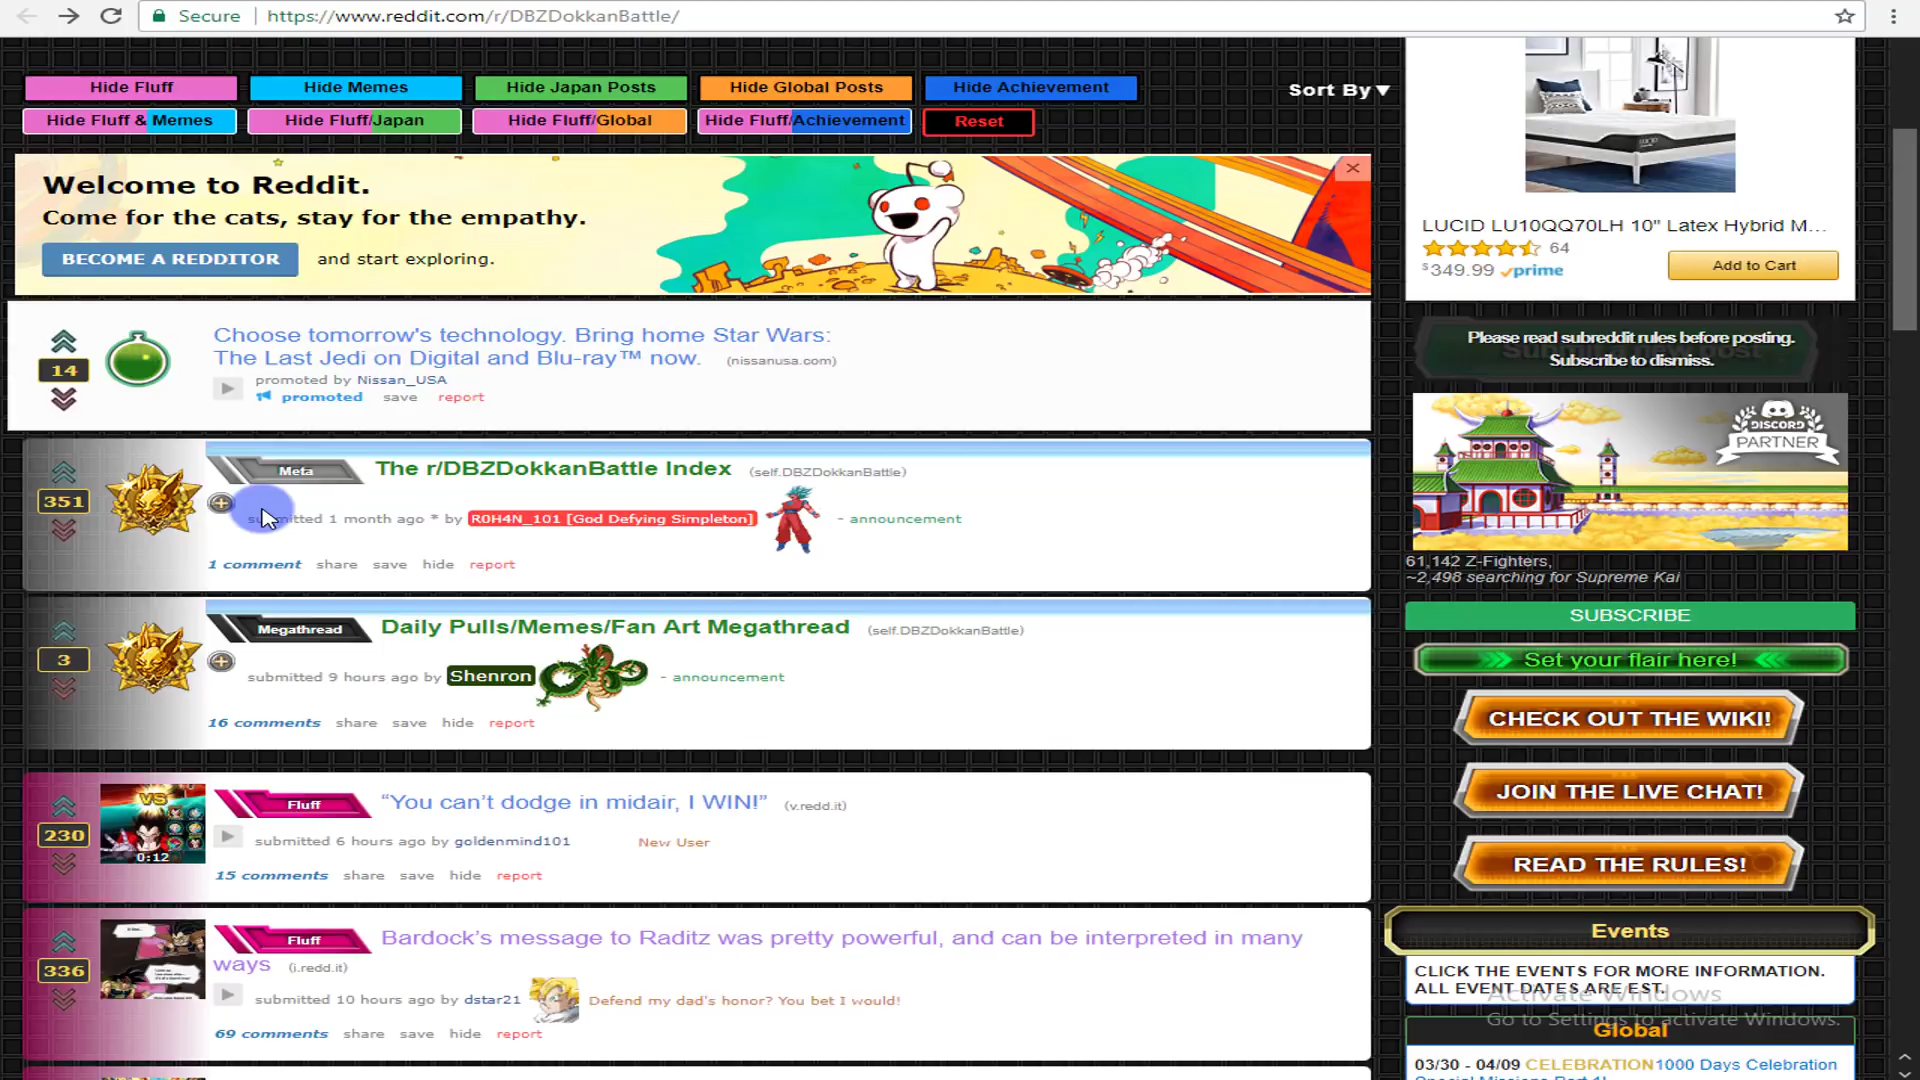 Secure https://www.reddit.com/r/DBZDokkanBattle/
Hide Fluff Hide Memes Hide Japan Posts Hide Global Posts Hide Achievement Sort By▼
Hide Fluff & Memes Hide Fluff/Japan Hide Fluff/Global Hide Fluff/Achievement Reset
Welcome to Reddit.
Come for the cats, stay for the empathy.
BECOME A REDDITOR and start exploring.
14
Choose tomorrow's technology. Bring home Star Wars:
The Last Jedi on Digital and Blu-ray™ now. (nissanusa.com)
promoted by Nissan_USA
promoted save report
351
Meta The r/DBZDokkanBattle Index (self.DBZDokkanBattle)
submitted 1 month ago * by R0H4N_101 [God Defying Simpleton] - announcement
1 comment share save hide report
3
Megathread Daily Pulls/Memes/Fan Art Megathread (self.DBZDokkanBattle)
submitted 9 hours ago by Shenron - announcement
16 comments share save hide report
230
VS
0:12
Fluff “You can’t dodge in midair, I WIN!” (v.redd.it)
submitted 6 hours ago by goldenmind101 New User
15 comments share save hide report
336
Fluff Bardock’s message to Raditz was pretty powerful, and can be interpreted in many
ways (i.redd.it)
submitted 10 hours ago by dstar21 Defend my dad's honor? You bet I would!
69 comments share save hide report
LUCID LU10QQ70LH 10" Latex Hybrid M...
64
$349.99 prime Add to Cart
Please read subreddit rules before posting.
Subscribe to dismiss.
DISCORD
PARTNER
61,142 Z-Fighters,
~2,498 searching for Supreme Kai
SUBSCRIBE
Set your flair here!
CHECK OUT THE WIKI!
JOIN THE LIVE CHAT!
READ THE RULES!
Events
CLICK THE EVENTS FOR MORE INFORMATION.
ALL EVENT DATES ARE EST.
Activate Windows
Go to Settings to activate Windows.
Global
03/30 - 04/09 CELEBRATION1000 Days Celebration
Special Missions Part 1!